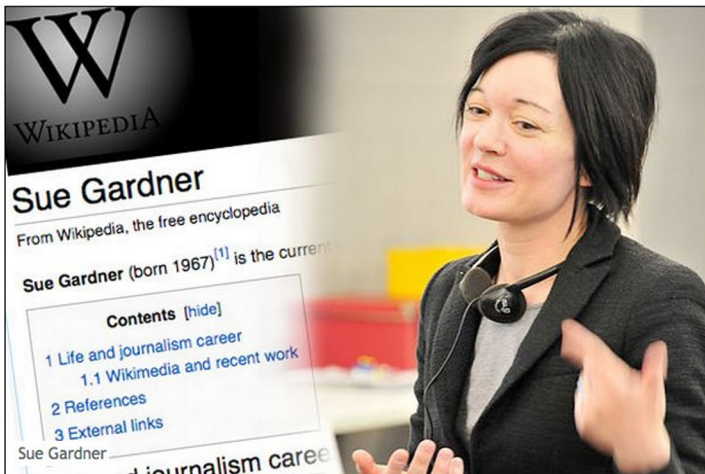 W
WIKIPEDIA
Sue Gardner
From Wikipedia, the free encyclopedia
Sue Gardner (born 1967)[1] is the current
Contents [hide]
1 Life and journalism career
1.1 Wikimedia and recent work
2 References
3 External links
Sue Gardner
journalism caree